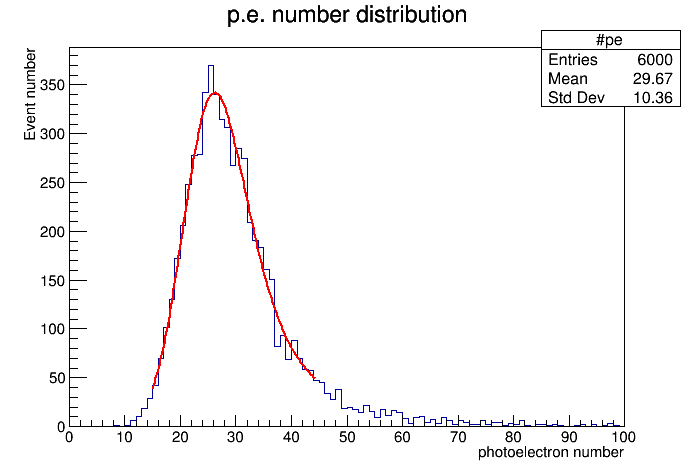 p.e. number distribution
#pe
Entries 6000
Mean 29.67
Std Dev 10.36
Event number
350
300
250
200
150
100
50
0
0 10 20 30 40 50 60 70 80 90 100
photoelectron number